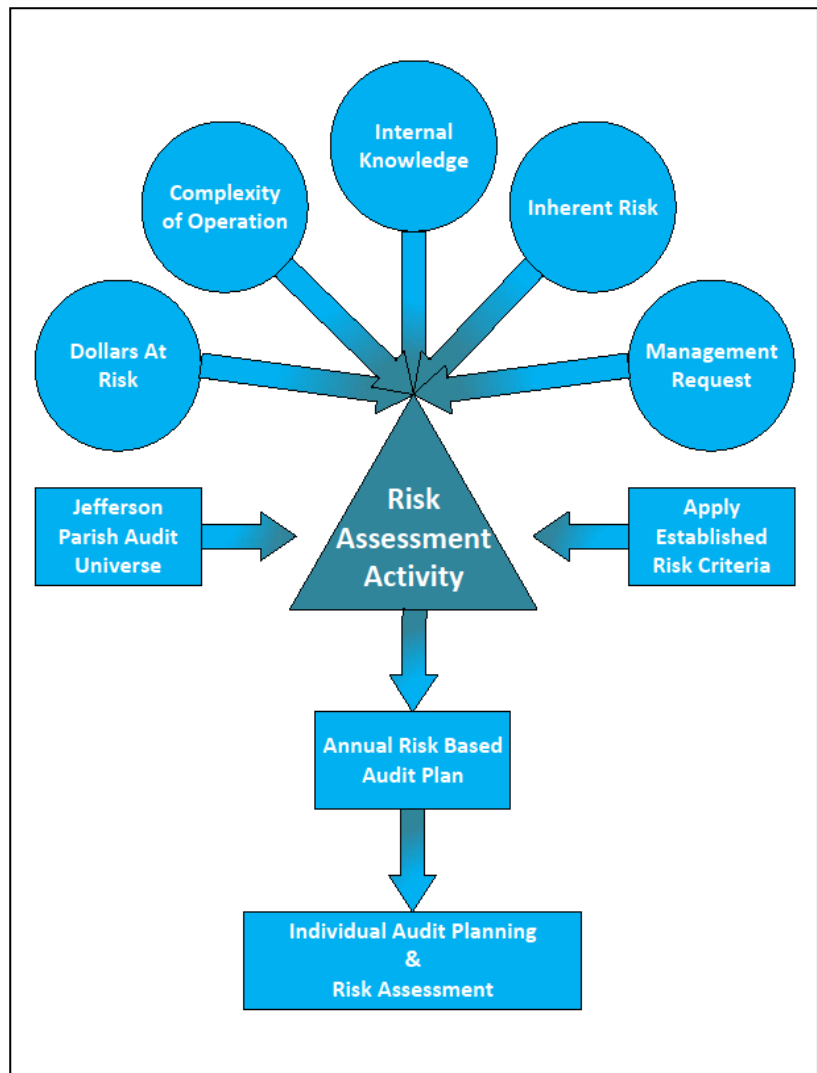 Internal
Knowledge
Complexity
of Operation
Inherent Risk
Dollars At
Risk
Management
Request
Jefferson
Parish Audit
Universe
Risk
Assessment
Activity
Apply
Established
Risk Criteria
Annual Risk Based
Audit Plan
Individual Audit Planning
&
Risk Assessment